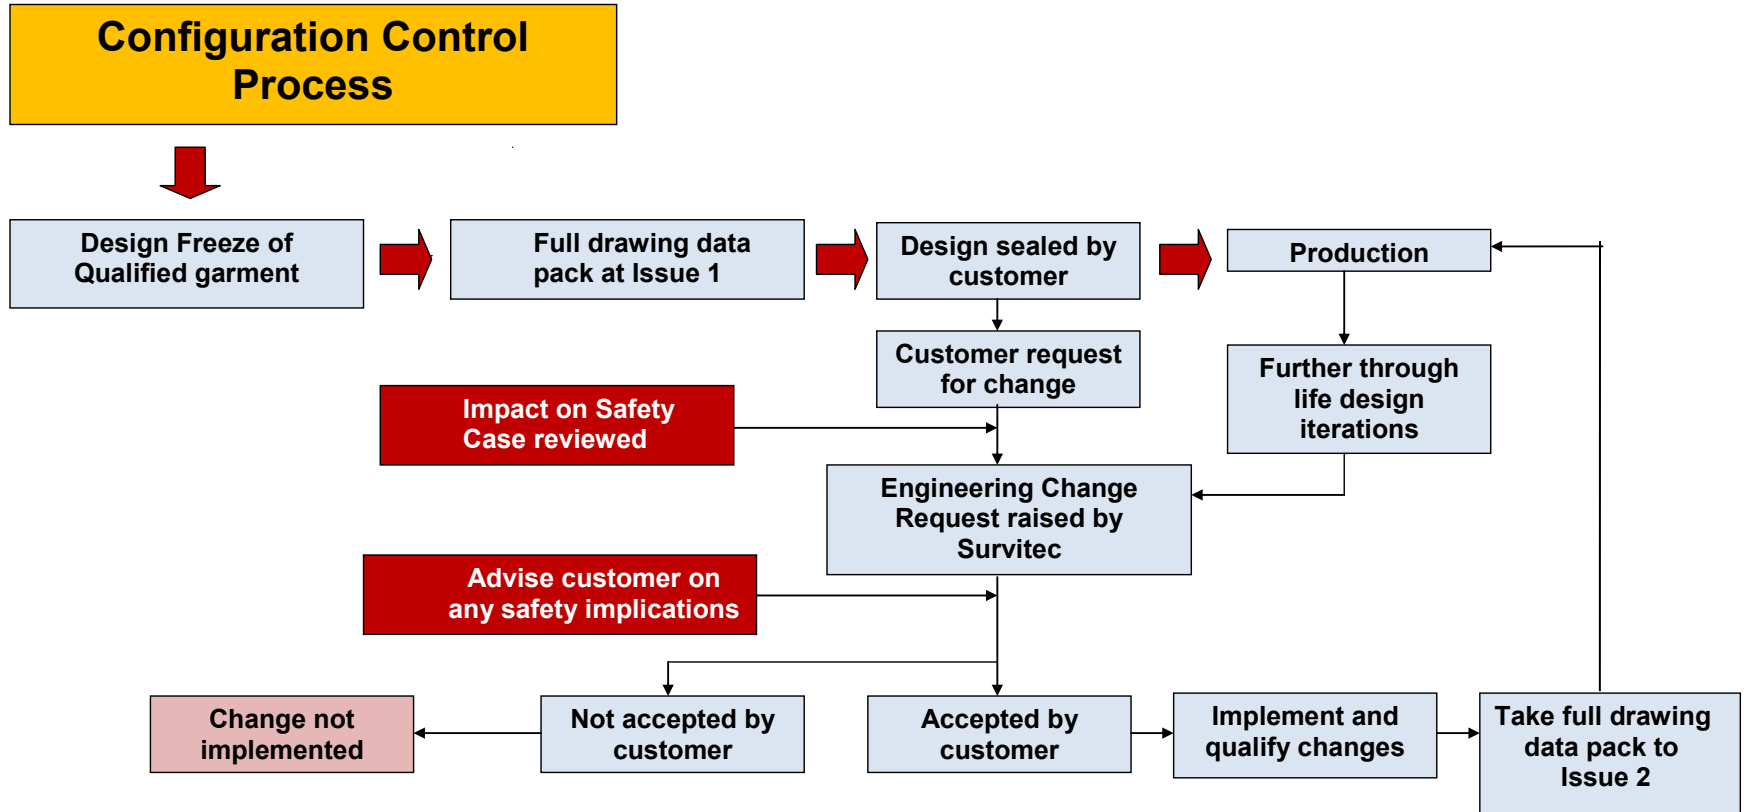 Configuration Control
Process
Design Freeze of
Qualified garment
Full drawing data
pack at Issue 1
Design sealed by
customer
Production
Customer request
for change
Further through
life design
iterations
Impact on Safety
Case reviewed
Engineering Change
Request raised by
Survitec
Advise customer on
any safety implications
Change not
implemented
Not accepted by
customer
Accepted by
customer
Implement and
qualify changes
Take full drawing
data pack to
Issue 2